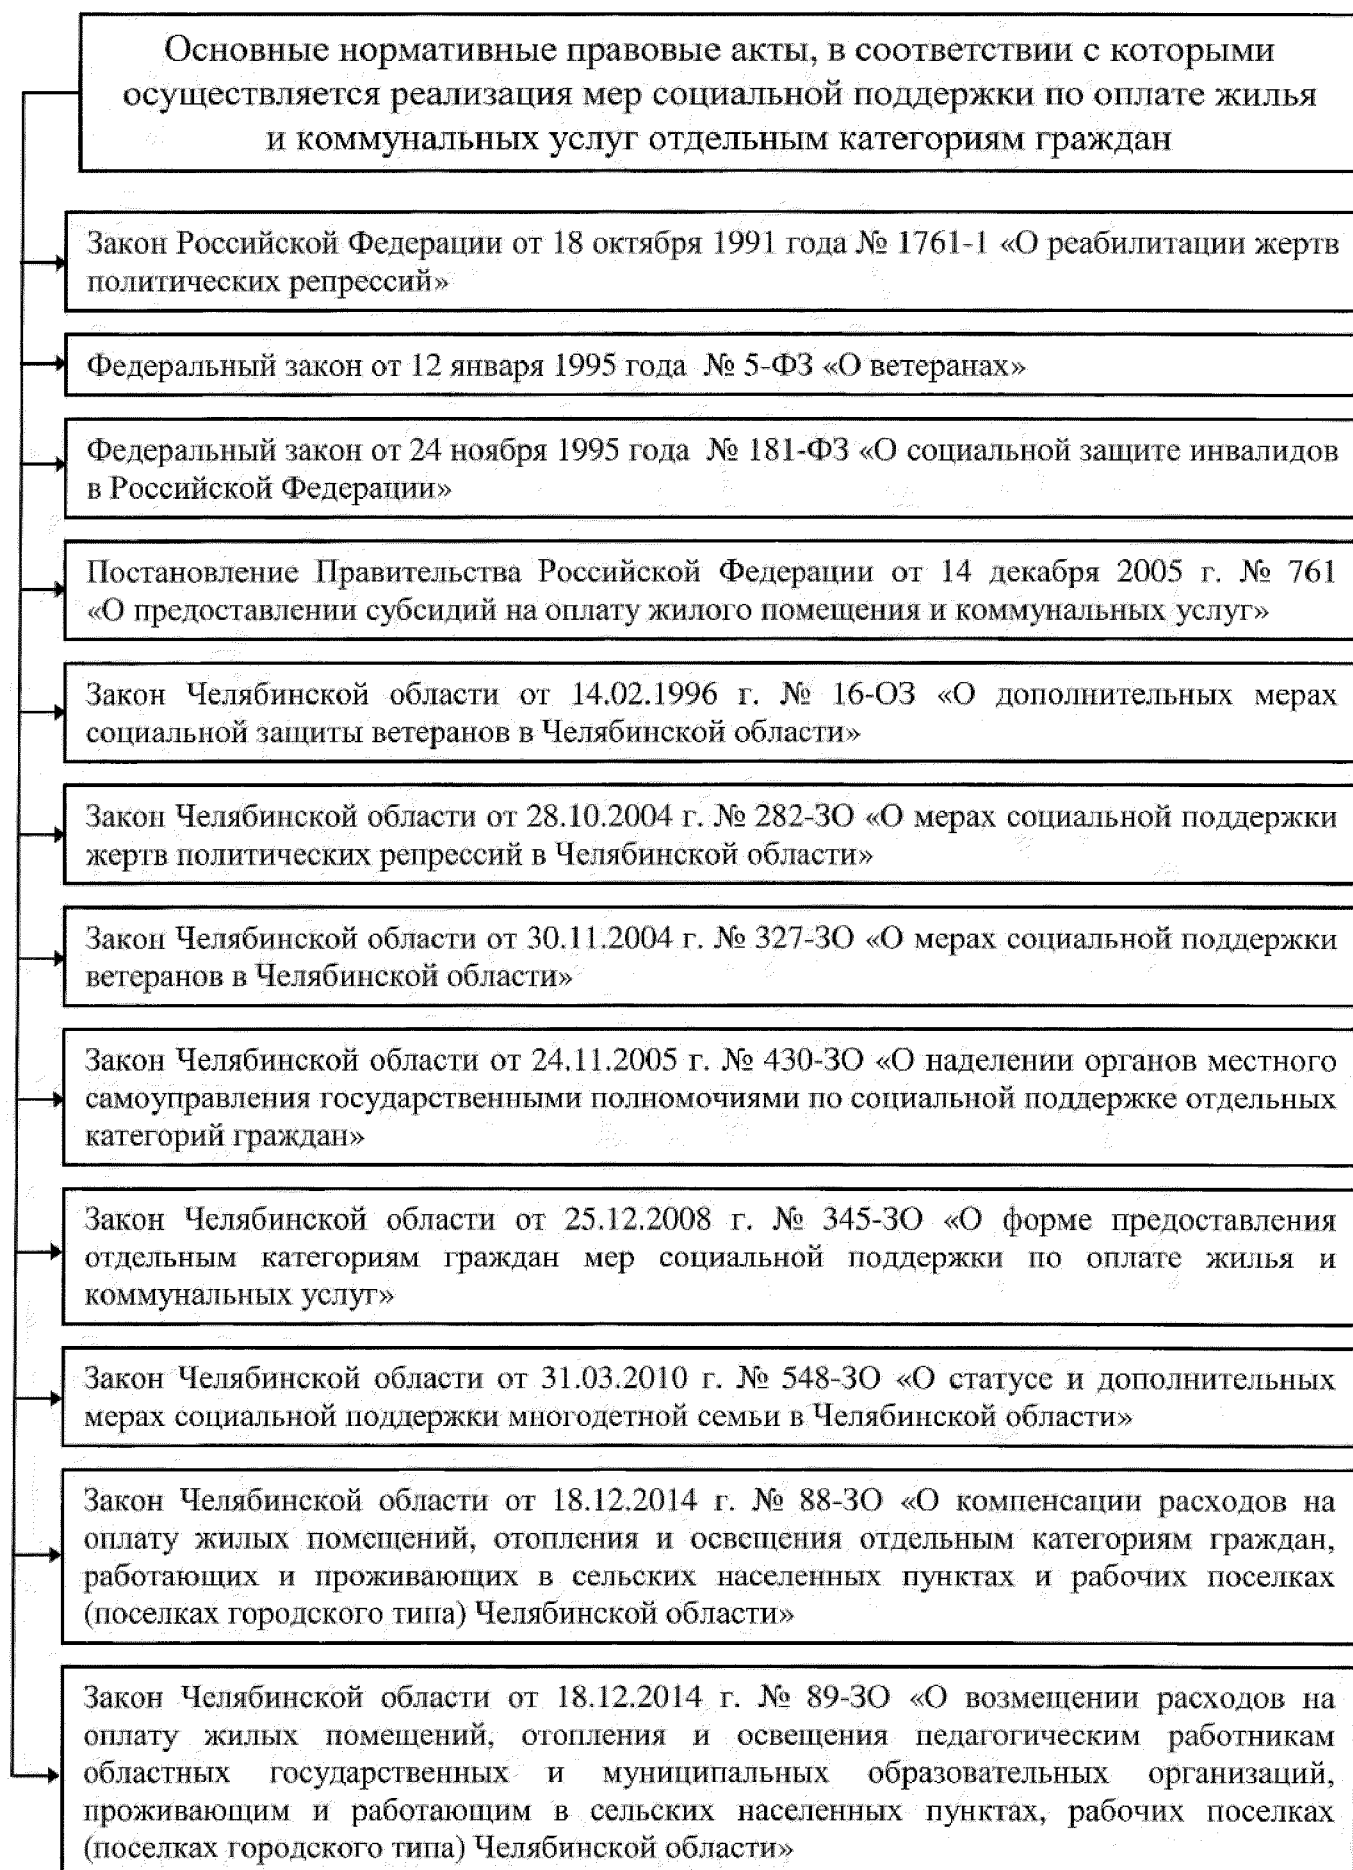 Основные нормативные правовые акты, в соответствии с которыми
осуществляется реализация мер социальной поддержки по оплате жилья
и коммунальных услуг отдельным категориям граждан
Закон Российской Федерации от 18 октября 1991 года № 1761-1 «О реабилитации жертв
политических репрессий»
Федеральный закон от 12 января 1995 года № 5-ФЗ «О ветеранах»
Федеральный закон от 24 ноября 1995 года № 181-ФЗ «О социальной защите инвалидов
в Российской Федерации»
Постановление Правительства Российской Федерации от 14 декабря 2005 г. № 761
«О предоставлении субсидий на оплату жилого помещения и коммунальных услуг»
Закон Челябинской области от 14.02.1996 г. № 16-ОЗ «О дополнительных мерах
социальной защиты ветеранов в Челябинской области»
Закон Челябинской области от 28.10.2004 г. № 282-ЗО «О мерах социальной поддержки
жертв политических репрессий в Челябинской области»
Закон Челябинской области от 30.11.2004 г. № 327-ЗО «О мерах социальной поддержки
ветеранов в Челябинской области»
Закон Челябинской области от 24.11.2005 г. № 430-ЗО «О наделении органов местного
самоуправления государственными полномочиями по социальной поддержке отдельных
категорий граждан»
Закон Челябинской области от 25.12.2008 г. № 345-ЗО «О форме предоставления
отдельным категориям граждан мер социальной поддержки по оплате жилья и
коммунальных услуг»
Закон Челябинской области от 31.03.2010 г. № 548-ЗО «О статусе и дополнительных
мерах социальной поддержки многодетной семьи в Челябинской области»
Закон Челябинской области от 18.12.2014 г. № 88-ЗО «О компенсации расходов на
оплату жилых помещений, отопления и освещения отдельным категориям граждан,
работающих и проживающих в сельских населенных пунктах и рабочих поселках
(поселках городского типа) Челябинской области»
Закон Челябинской области от 18.12.2014 г. № 89-ЗО «О возмещении расходов на
оплату жилых помещений, отопления и освещения педагогическим работникам
областных государственных и муниципальных образовательных организаций,
проживающим и работающим в сельских населенных пунктах, рабочих поселках
(поселках городского типа) Челябинской области»